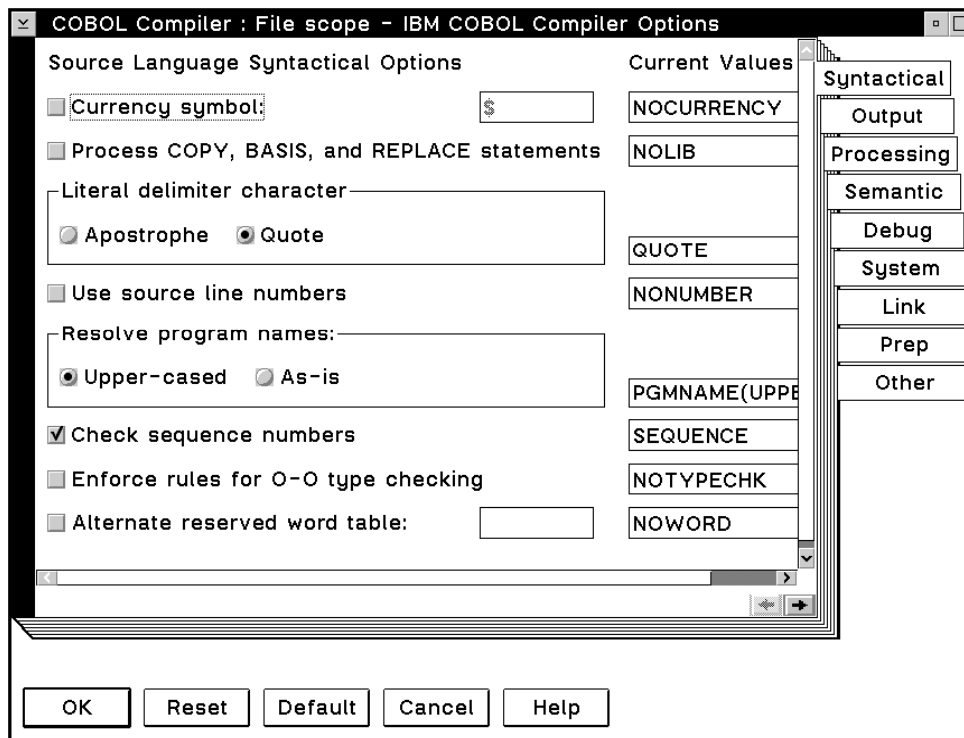 COBOL Compiler : File scope - IBM COBOL Compiler Options
Source Language Syntactical Options Current Values
Currency symbol: $ NOCURRENCY
Process COPY, BASIS, and REPLACE statements NOLIB
Literal delimiter character
Apostrophe Quote
QUOTE
Use source line numbers NONUMBER
Resolve program names:
Upper-cased As-is
PGMNAME(UPPE
Check sequence numbers SEQUENCE
Enforce rules for O-O type checking NOTYPECHK
Alternate reserved word table: NOWORD
Syntactical
Output
Processing
Semantic
Debug
System
Link
Prep
Other
OK Reset Default Cancel Help